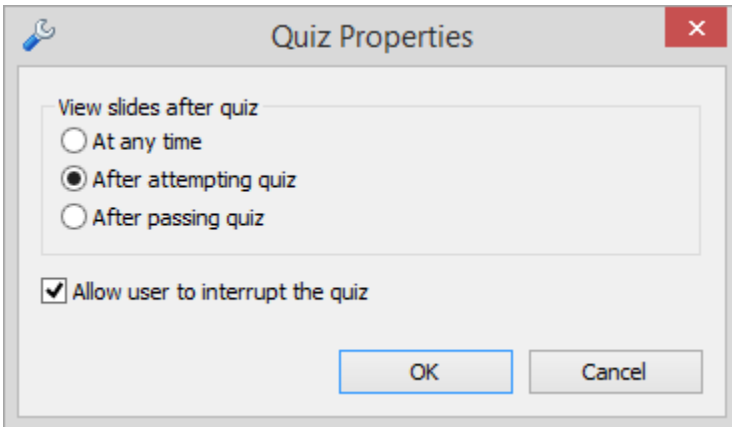 Quiz Properties
View slides after quiz
At any time
After attempting quiz
After passing quiz
Allow user to interrupt the quiz
OK
Cancel